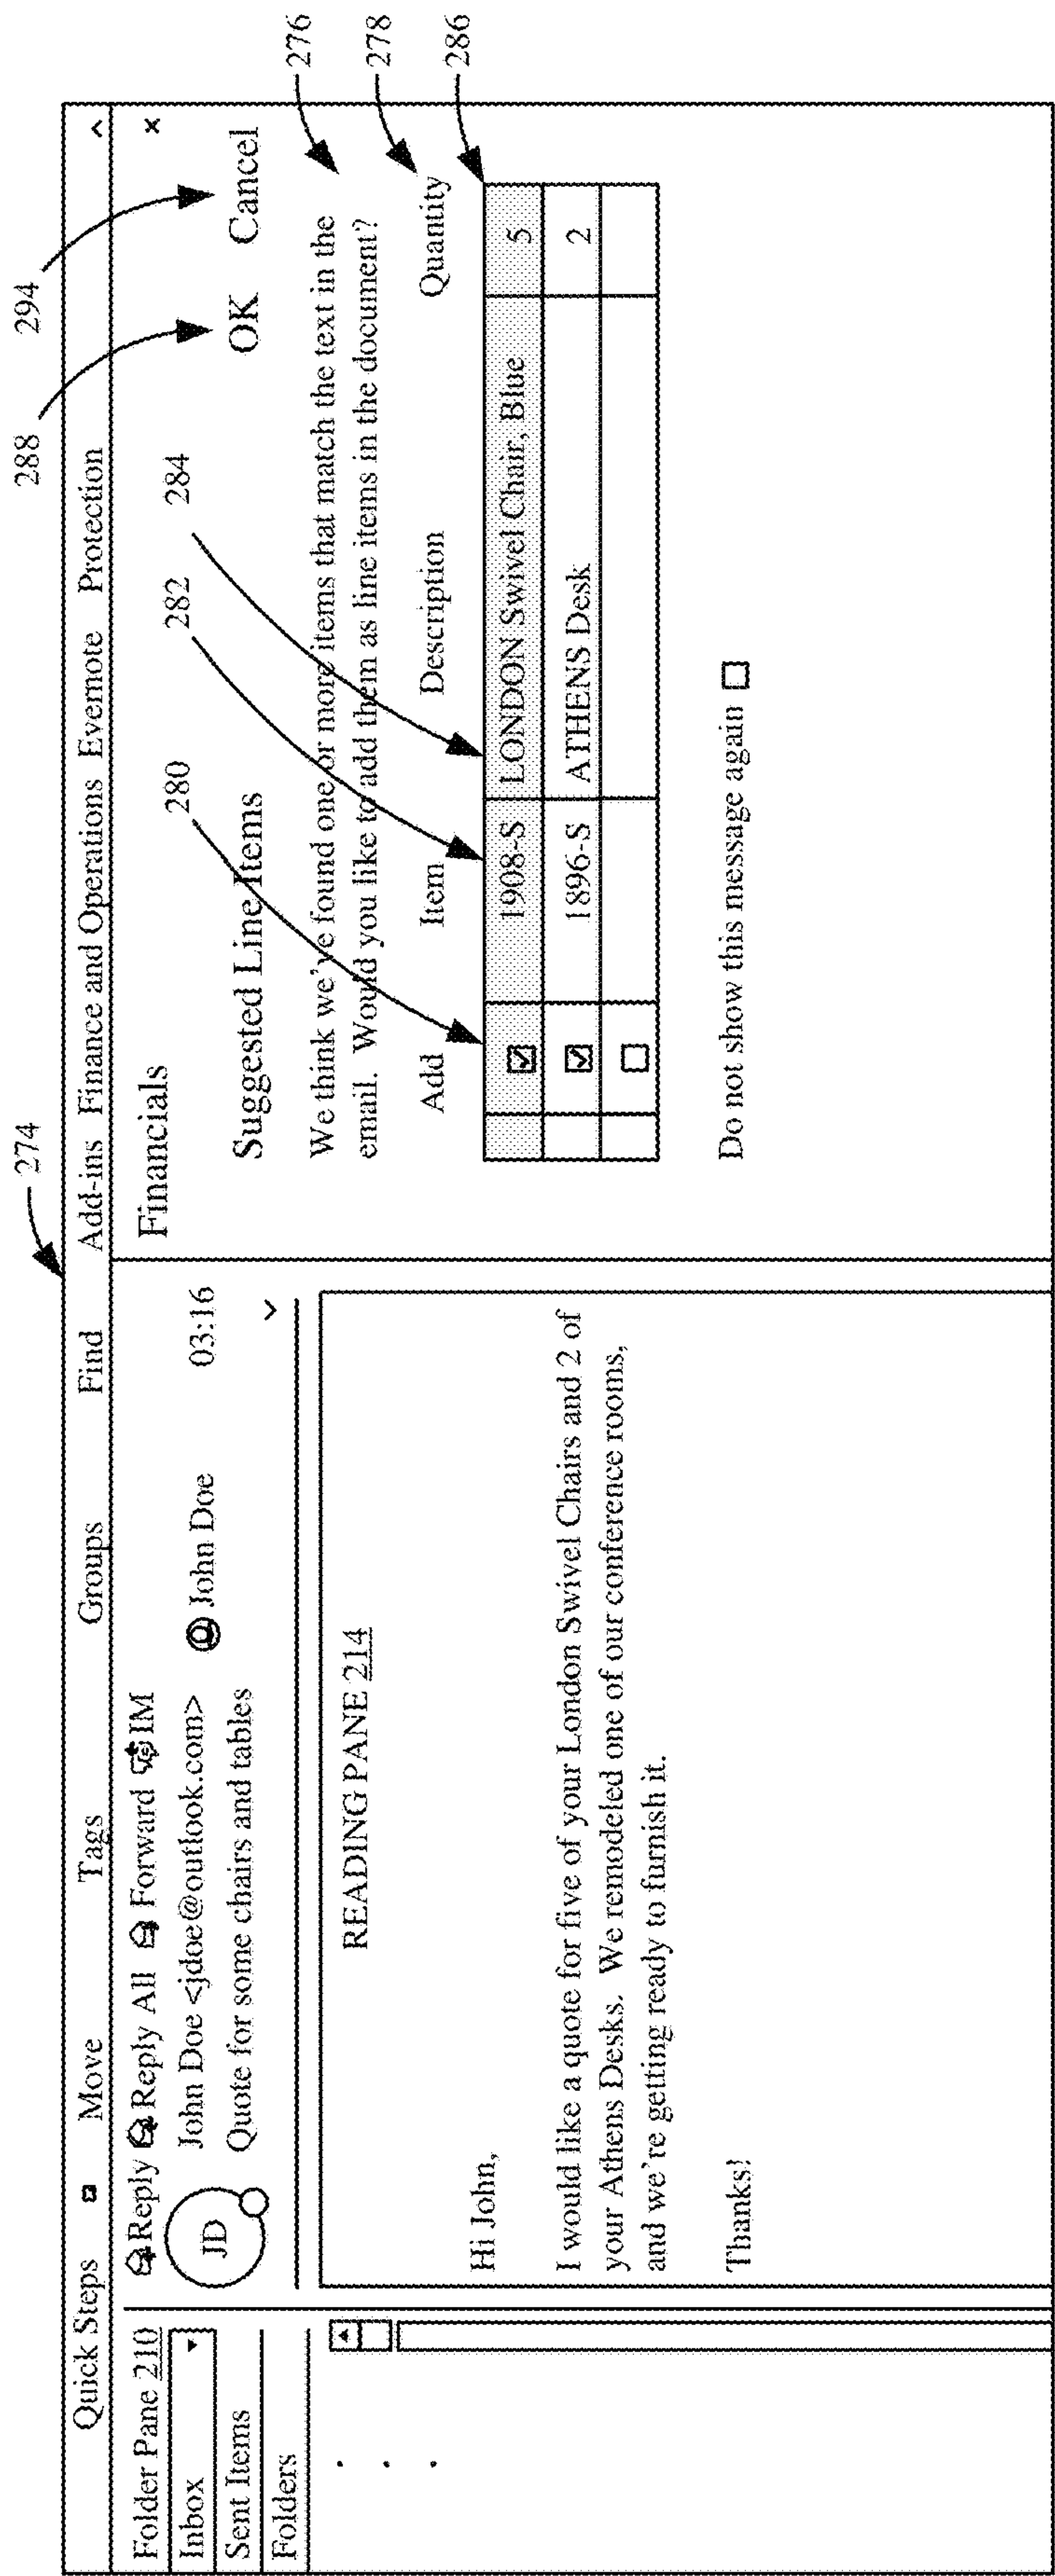 274
288
294
Quick Steps Move Tags Groups Find Add-ins Finance and Operations Evernote Protection
Folder Pane 210
Inbox
Sent Items
Folders
Reply Reply All Forward IM
JD
John Doe <jdoe@outlook.com> John Doe 03:16
Quote for some chairs and tables
READING PANE 214
Hi John,
I would like a quote for five of your London Swivel Chairs and 2 of
your Athens Desks. We remodeled one of our conference rooms,
and we're getting ready to furnish it.
Thanks!
Financials x
280 282 284
Suggested Line Items OK Cancel
We think we've found one or more items that match the text in the
email. Would you like to add them as line items in the document?
276
Add Item Description Quantity
278
286
1908-S LONDON Swivel Chair, Blue 5
1896-S ATHENS Desk 2
Do not show this message again